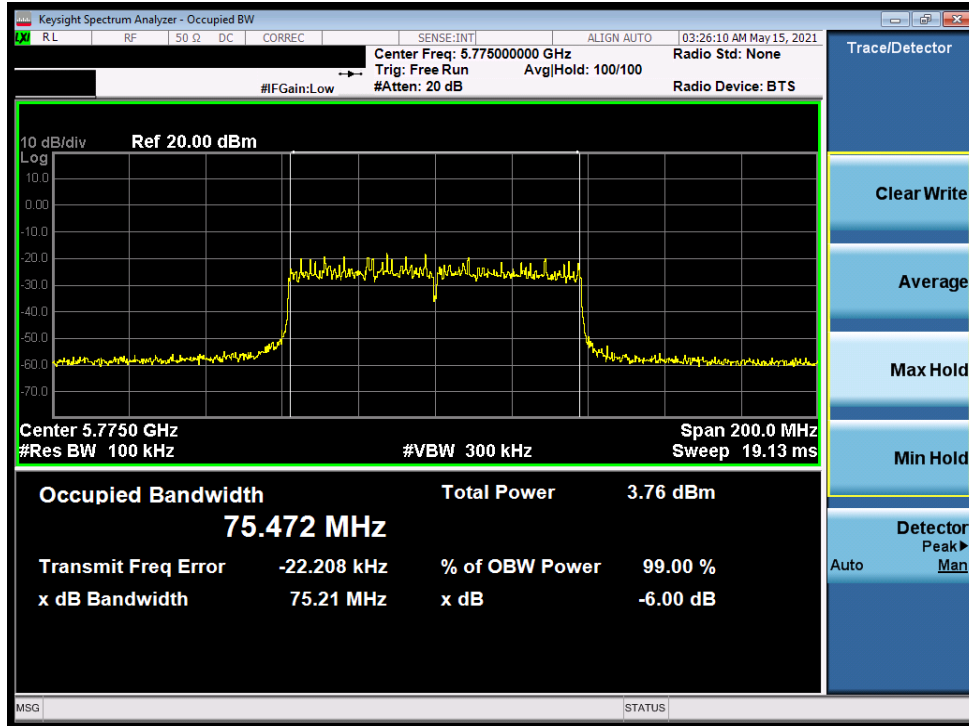 Keysight Spectrum Analyzer - Occupied BW
LXI RL RF 50 Ω DC CORREC SENSE:INT ALIGN AUTO 03:26:10 AM May 15, 2021
Center Freq: 5.775000000 GHz Radio Std: None
Trig: Free Run Avg|Hold: 100/100
#IFGain:Low #Atten: 20 dB Radio Device: BTS
Trace/Detector
10 dB/div Ref 20.00 dBm
Log
10.0
0.00
-10.0
-20.0
-30.0
-40.0
-50.0
-60.0
-70.0
Center 5.7750 GHz Span 200.0 MHz
#Res BW 100 kHz #VBW 300 kHz Sweep 19.13 ms
Occupied Bandwidth Total Power 3.76 dBm
75.472 MHz
Transmit Freq Error -22.208 kHz % of OBW Power 99.00 %
x dB Bandwidth 75.21 MHz x dB -6.00 dB
Clear Write
Average
Max Hold
Min Hold
Detector
Peak▶
Auto Man
MSG STATUS